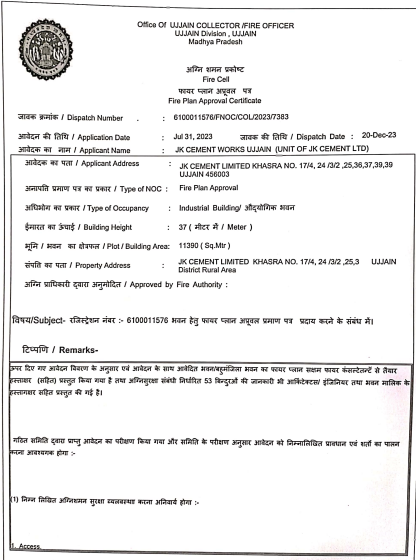 Office Of UJJAIN COLLECTOR /FIRE OFFICER
UJJAIN Division , UJJAIN
Madhya Pradesh
अग्नि शमन प्रकोष्ट
Fire Cell
फायर प्लान अप्रूवल पत्र
Fire Plan Approval Certificate
जावक क्रमांक / Dispatch Number : 6100011576/FNOC/COL/2023/7383
आवेदन की तिथि / Application Date : Jul 31, 2023 जावक की तिथि / Dispatch Date : 20-Dec-23
आवेदक का नाम / Applicant Name : JK CEMENT WORKS UJJAIN (UNIT OF JK CEMENT LTD)
आवेदक का पता / Applicant Address : JK CEMENT LIMITED KHASRA NO. 17/4, 24 /3/2 ,25,36,37,39,39
UJJAIN 456003
अनापत्ति प्रमाण पत्र का प्रकार / Type of NOC : Fire Plan Approval
अधिभोग का प्रकार / Type of Occupancy : Industrial Building/ औद्योगिक भवन
ईमारत का ऊंचाई / Building Height : 37 ( मीटर में / Meter )
भूमि / भवन का क्षेत्रफल / Plot / Building Area: 11390 ( Sq.Mtr )
संपत्ति का पता / Property Address : JK CEMENT LIMITED KHASRA NO. 17/4, 24 /3/2 ,25,3 UJJAIN
District Rural Area
अग्नि प्राधिकारी द्वारा अनुमोदित / Approved by Fire Authority :
विषय/Subject- रजिस्ट्रेशन नंबर :- 6100011576 भवन हेतु फायर प्लान अप्रूवल प्रमाण पत्र प्रदाय करने के संबंध में।
टिप्पणि / Remarks-
ऊपर दिए गए आवेदन विवरण के अनुसार एवं आवेदन के साथ आवेदित भवन/बहुमंजिला भवन का फायर प्लान सक्षम फायर कंसल्टेन्टों से तैयार
हस्ताक्षर (सहित) प्रस्तुत किया गया है तथा अग्निसुरक्षा संबंधी निर्धारित 53 बिन्दुओं की जानकारी भी आर्किटेक्टस/ इंजिनियर तथा भवन मालिक के
हस्तागक्षर सहित प्रस्तुत की गई है।
गठित समिति द्वारा प्राप्त आवेदन का परीक्षण किया गया और समिति के परीक्षण अनुसार आवेदन को निम्नालिखित प्रावधान एवं शर्तो का पालन
करना आवश्यगक होगा :-
(1) निम्न लिखित अग्निशमन सुरक्षा व्यलबस्था करना अनिवार्य होगा :-
1. Access